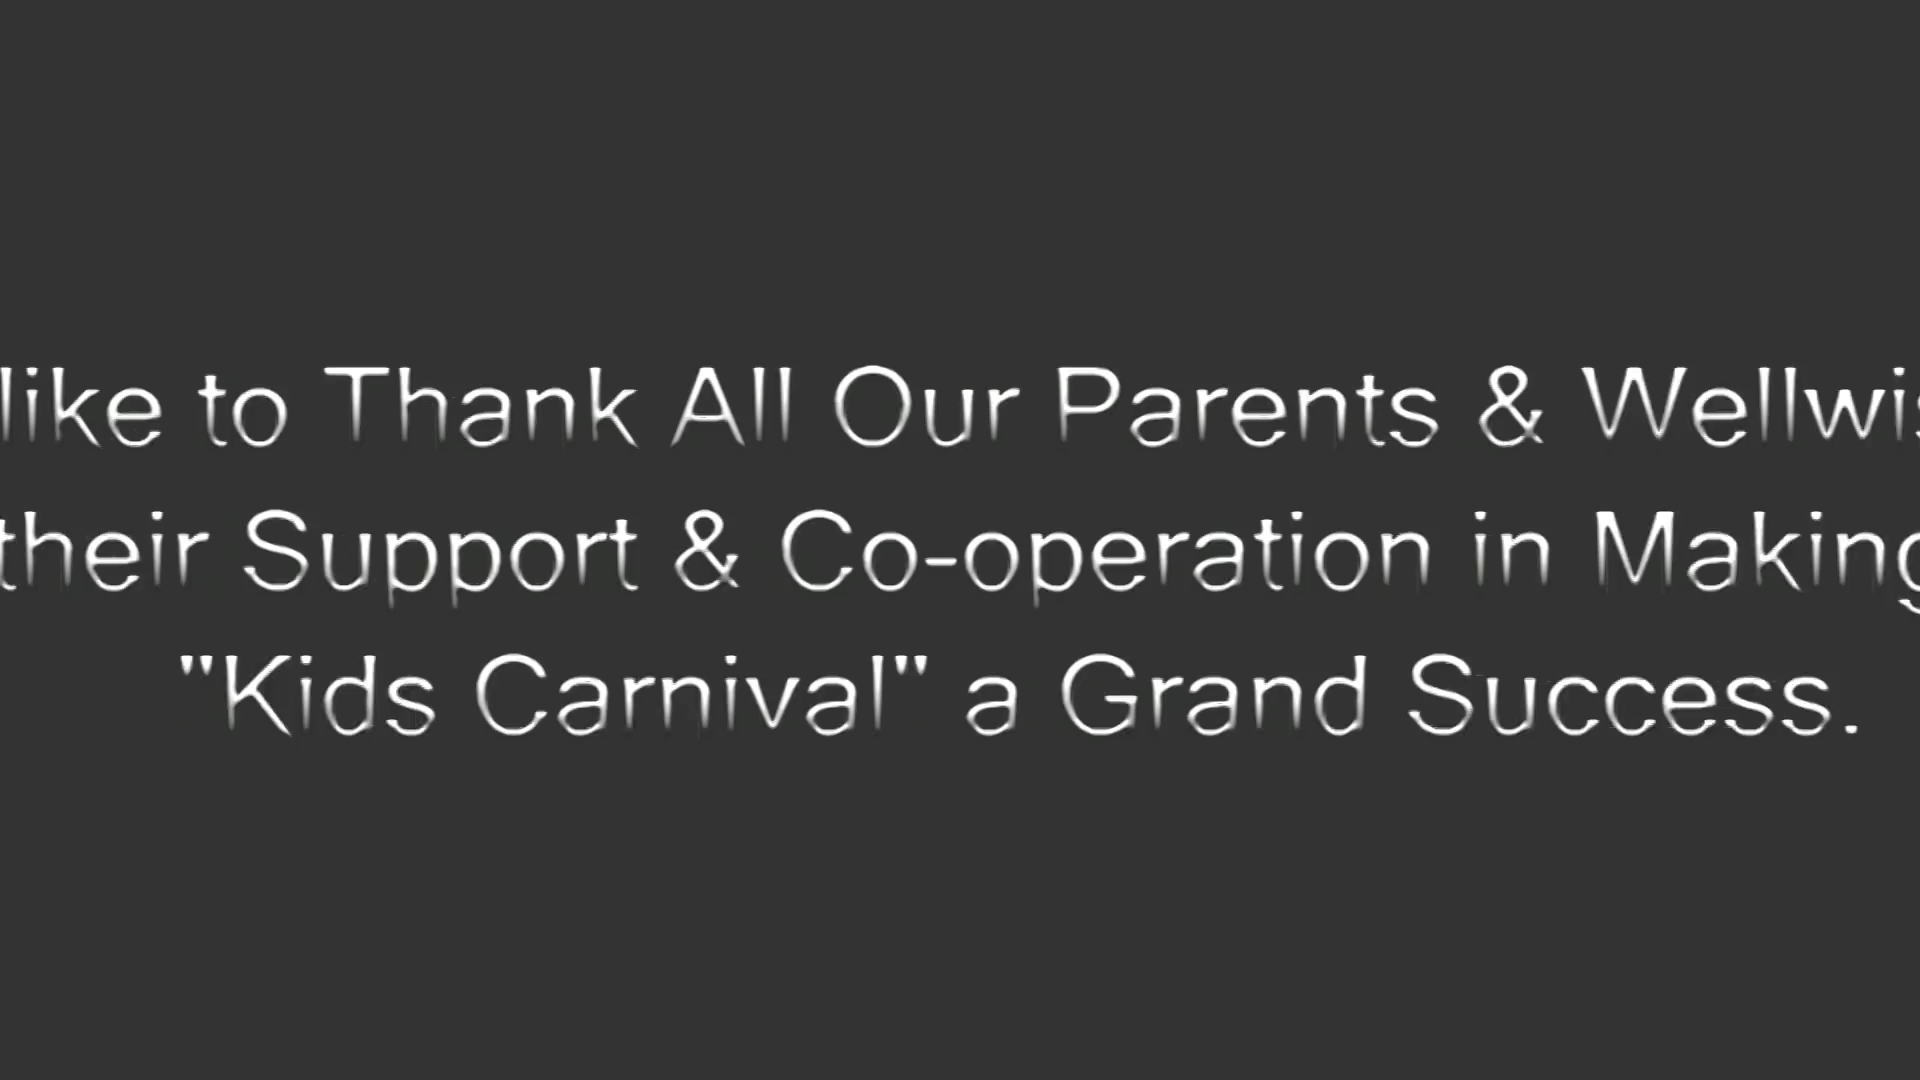 like to Thank All Our Parents & Wellwis
their Support & Co-operation in Making
"Kids Carnival" a Grand Success.